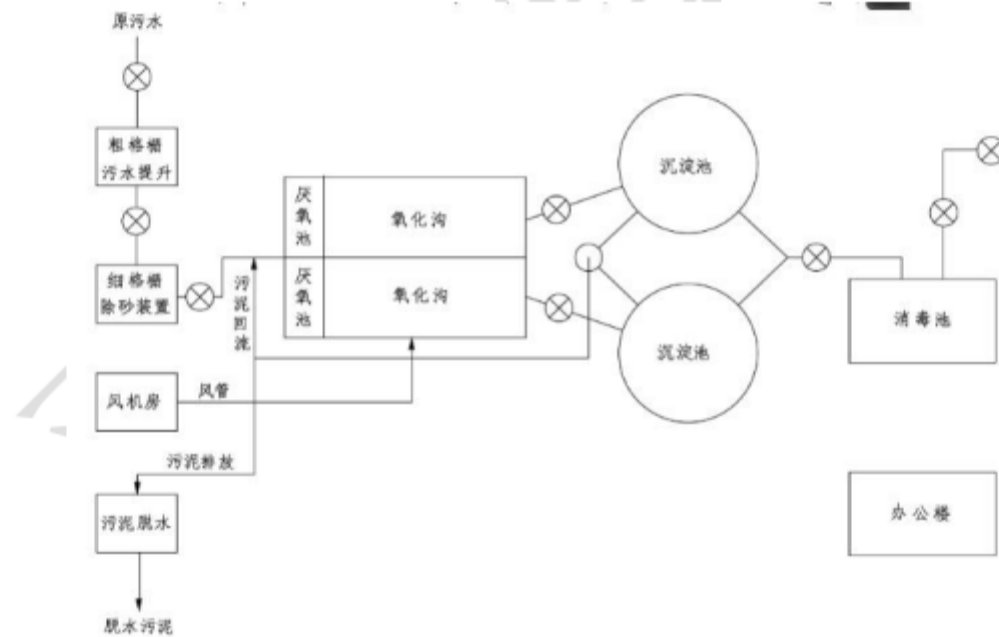 原污水
粗格栅
污水提升
细格栅
除砂装置
厌氧池
氧化沟
厌氧池
氧化沟
沉淀池
沉淀池
消毒池
污泥回流
风机房
风管
污泥排放
污泥脱水
脱水污泥
办公楼